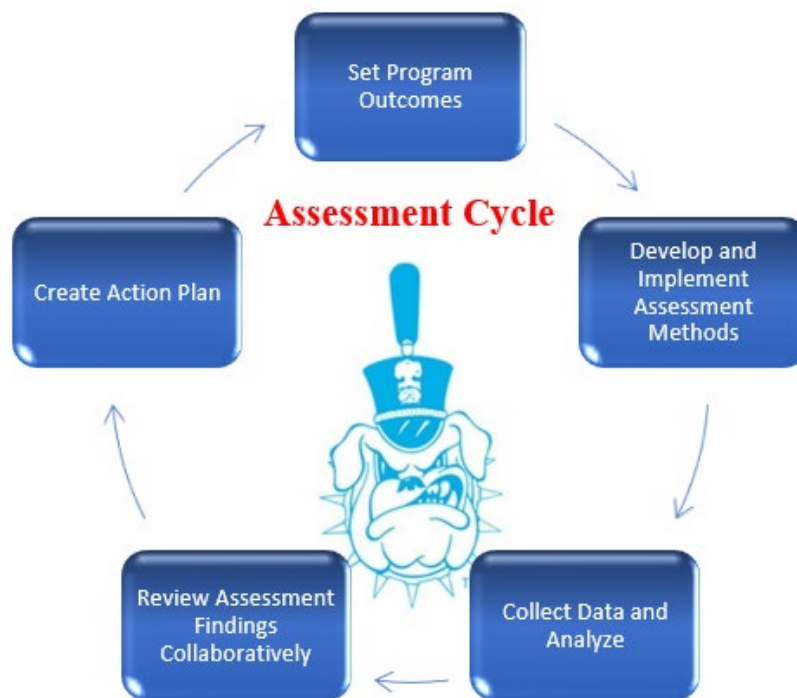 Set Program
Outcomes
Assessment Cycle
Develop and
Implement
Assessment
Methods
Create Action Plan
Review Assessment
Findings
Collaboratively
Collect Data and
Analyze